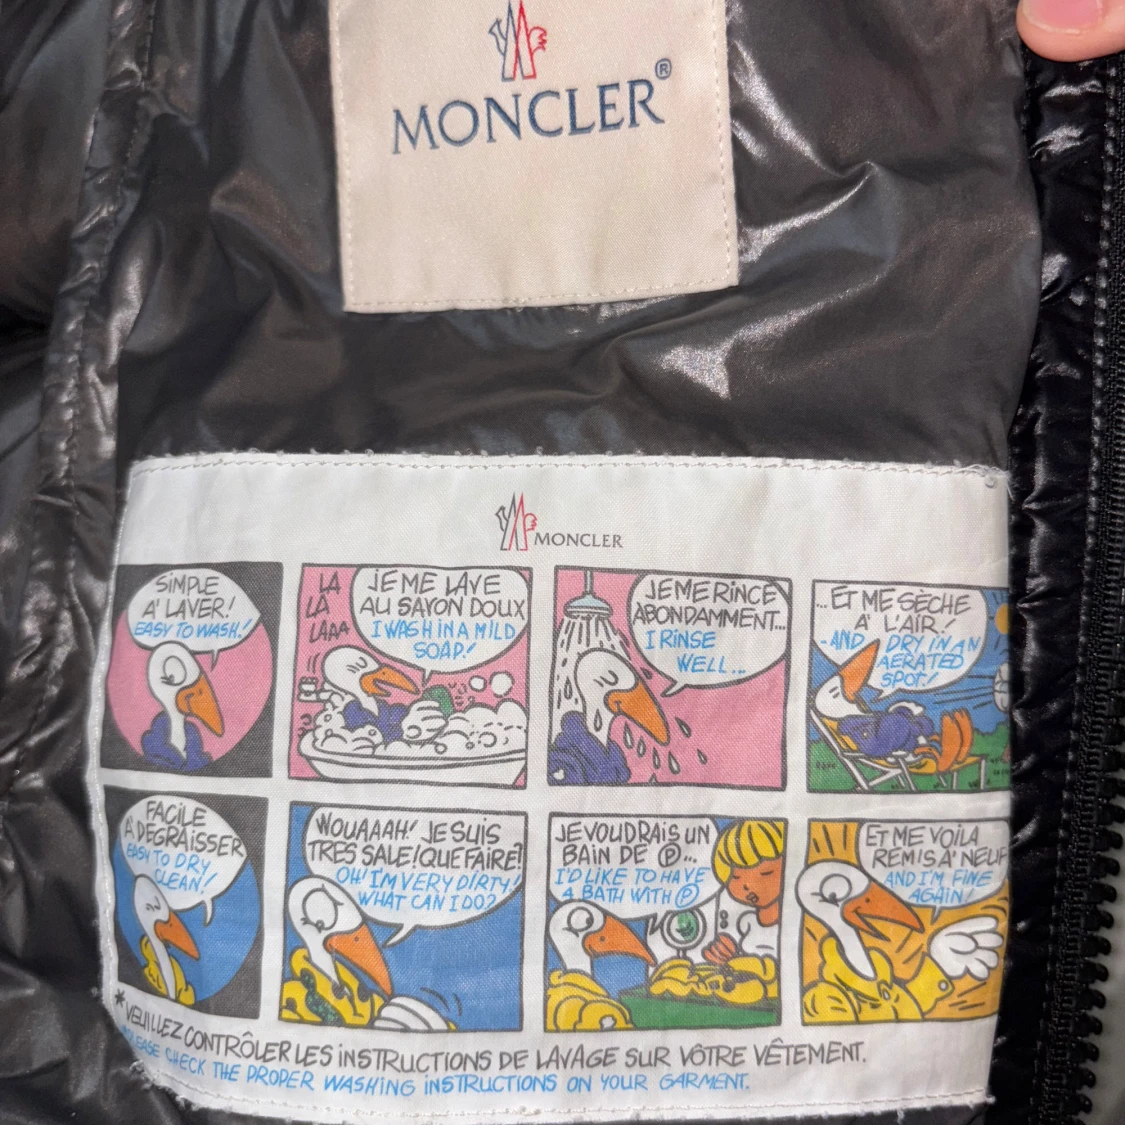 MONCLER®
MONCLER
SIMPLE
A' LAVER!
EASY TO WASH!
LA
LA
LAAA
JE ME LAVE
AU SAVON DOUX
I WASH IN A MILD
SOAP!
JE ME RINCE
ABONDAMMENT...
I RINSE
WELL...
...ET ME SÈCHE
A' L'AIR!
-AND DRY IN AN
AERATED
SPOT!
FACILE
A' DEGRAISSER
EASY TO DRY
CLEAN!
WOUAAAH! JE SUIS
TRES SALE! QUE FAIRE?
OH! I'M VERY DIRTY!
WHAT CAN I DO?
JE VOUDRAIS UN
BAIN DE Ⓟ...
I'D LIKE TO HAVE
A BATH WITH Ⓟ
ET ME VOILA
REMIS A' NEUF
AND I'M FINE
AGAIN!
*VEUILLEZ CONTRÔLER LES INSTRUCTIONS DE LAVAGE SUR VÔTRE VÊTEMENT.
PLEASE CHECK THE PROPER WASHING INSTRUCTIONS ON YOUR GARMENT.